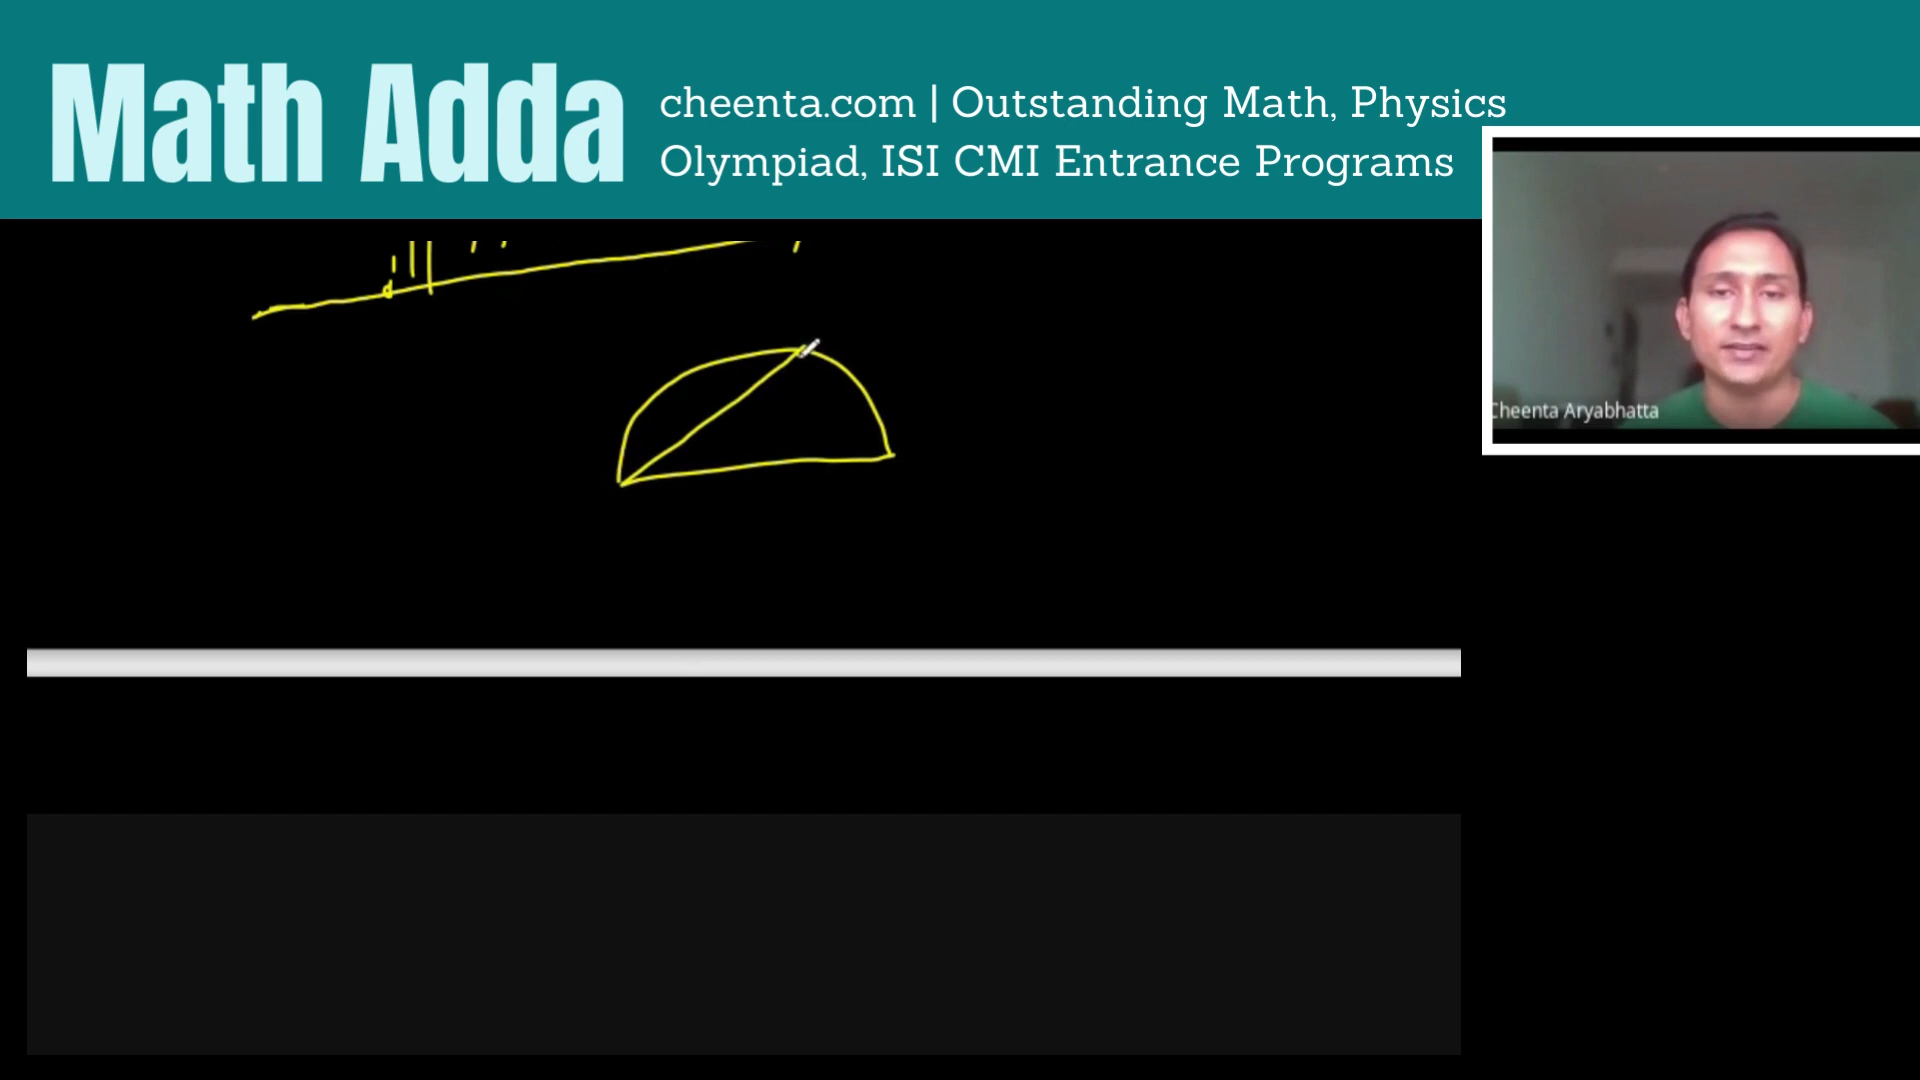 Math Adda
cheenta.com | Outstanding Math, Physics
Olympiad, ISI CMI Entrance Programs
Cheenta Aryabhatta